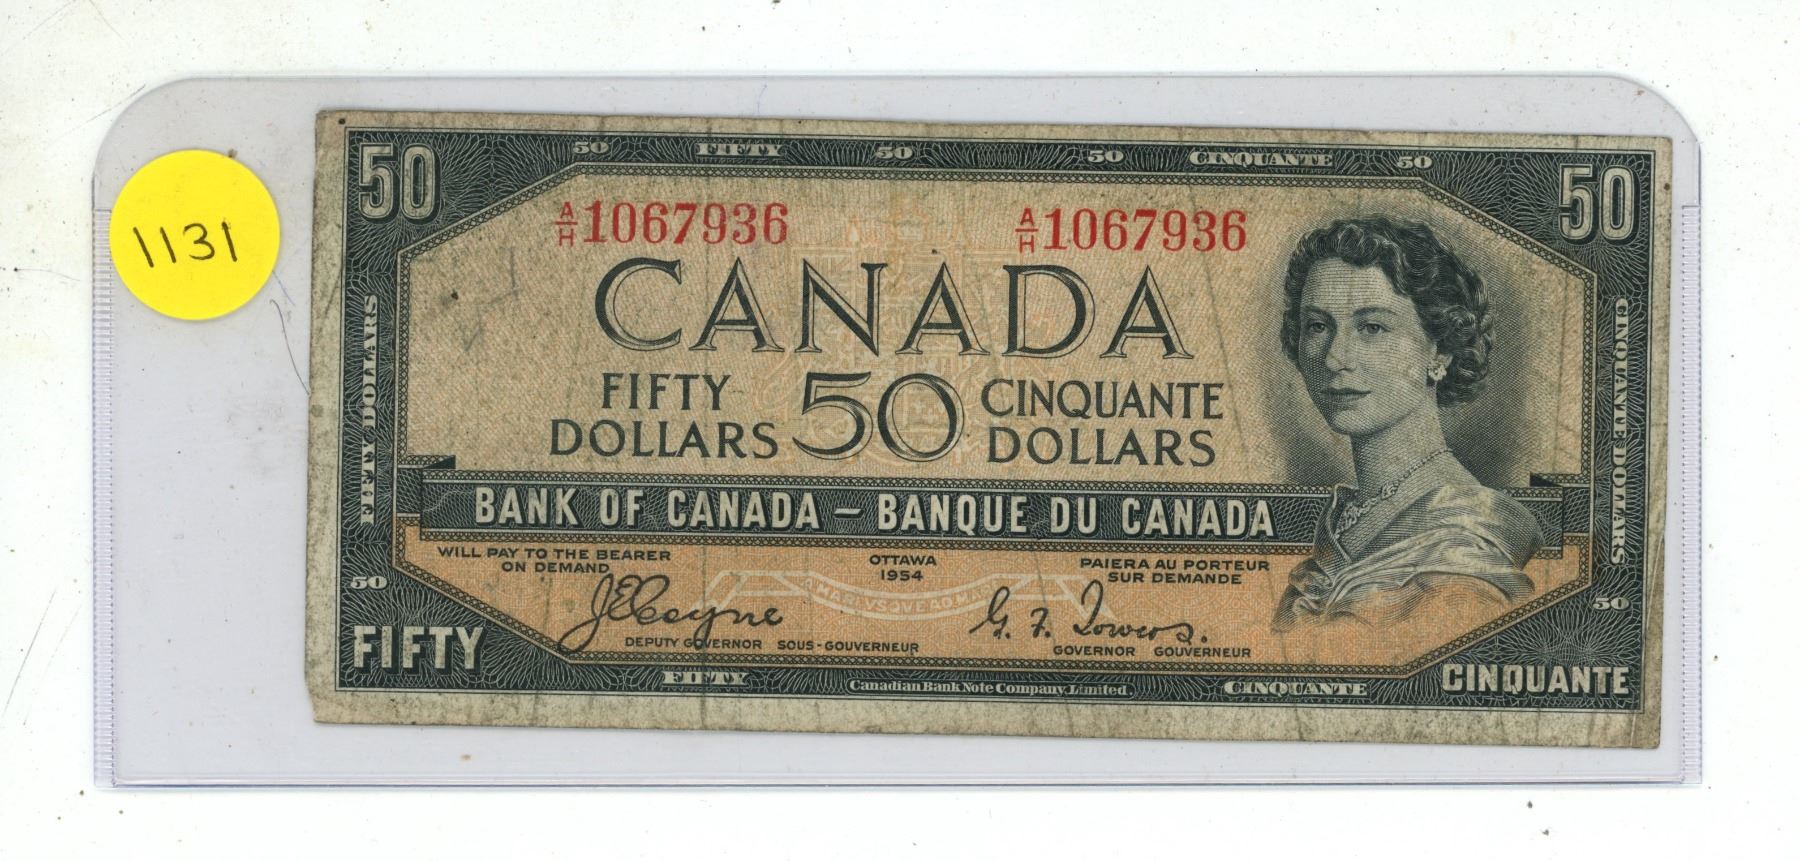 1131
50 50 FIFTY 50 50 CINQUANTE 50 50
A/H 1067936 A/H 1067936
CANADA
FIFTY DOLLARS
FIFTY 50 CINQUANTE
DOLLARS DOLLARS
CINQUANTE DOLLARS
BANK OF CANADA – BANQUE DU CANADA
WILL PAY TO THE BEARER OTTAWA PAIERA AU PORTEUR
ON DEMAND 1954 SUR DEMANDE
50 50
JECoyne G. F. Towers.
DEPUTY GOVERNOR SOUS-GOUVERNEUR GOVERNOR GOUVERNEUR
FIFTY CINQUANTE
FIFTY Canadian Bank Note Company, Limited CINQUANTE